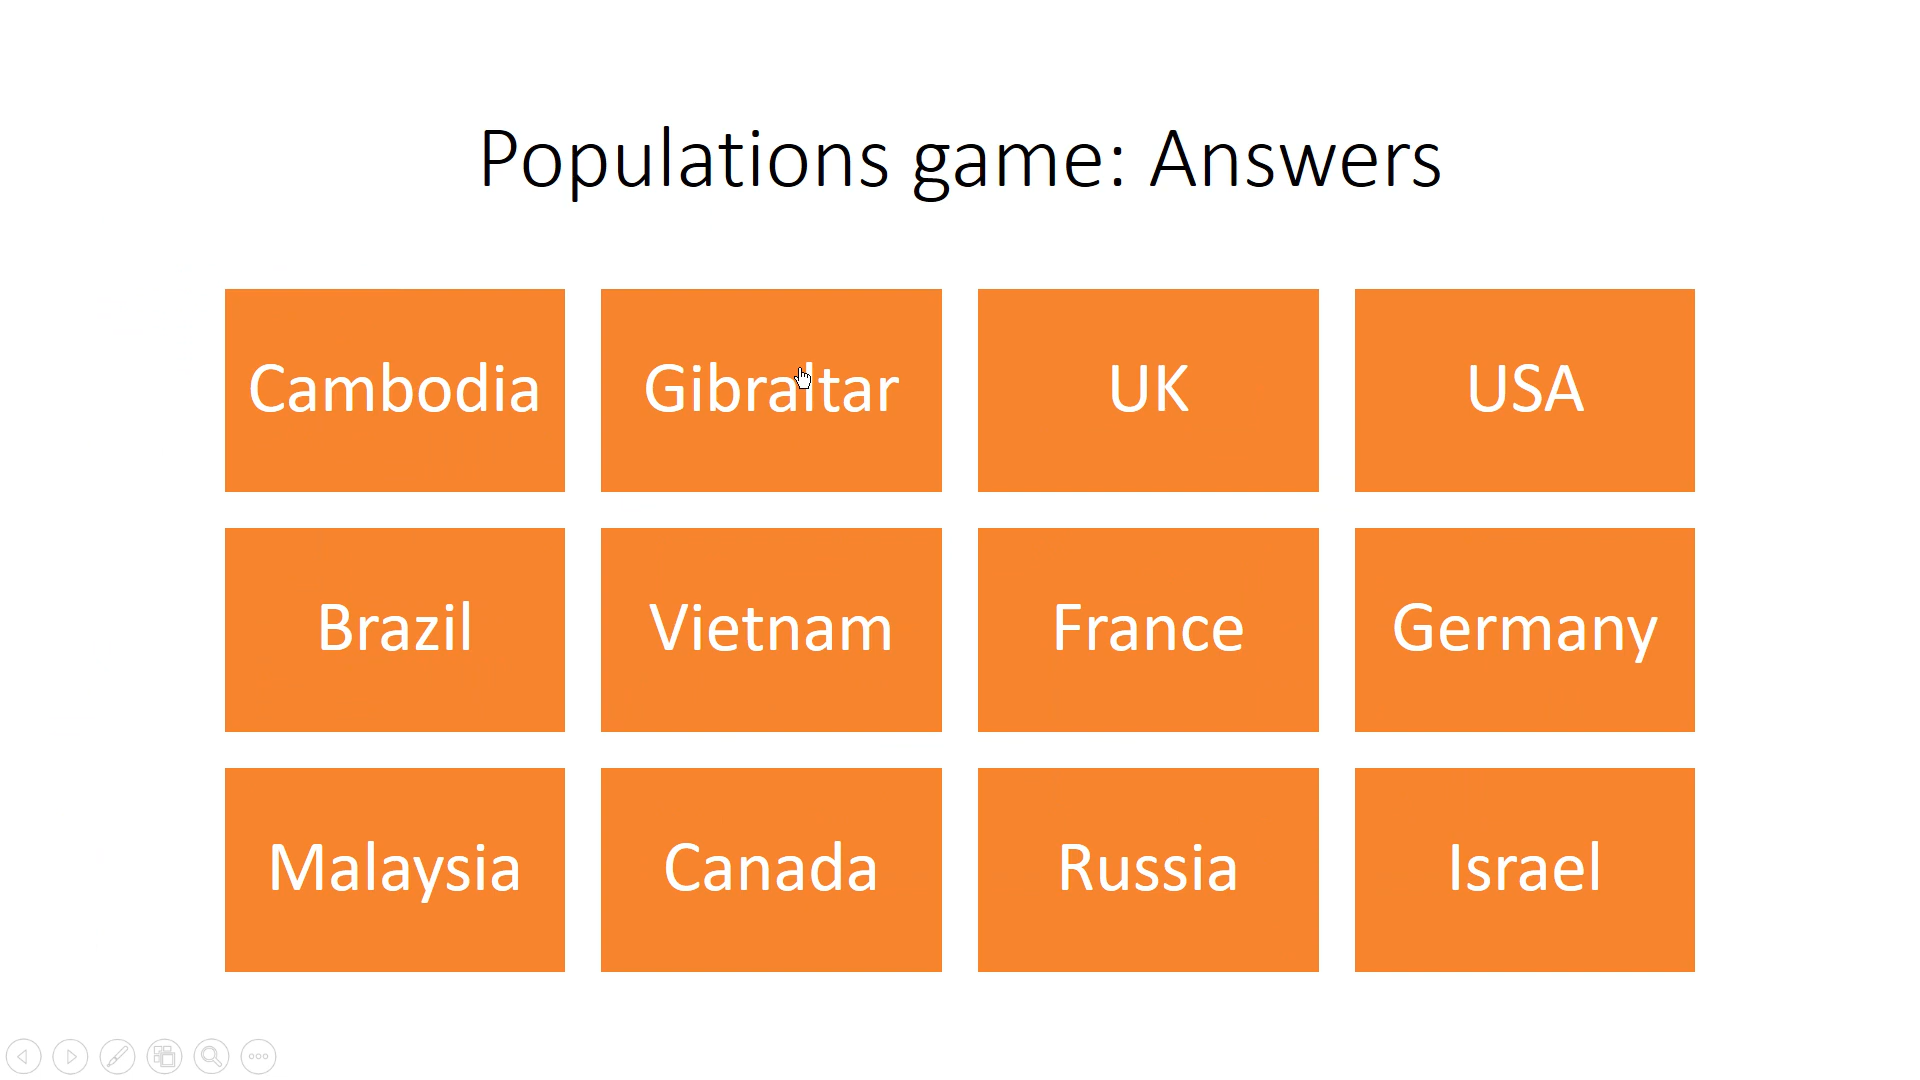 Populations game: Answers
Cambodia
Gibraltar
UK
USA
Brazil
Vietnam
France
Germany
Malaysia
Canada
Russia
Israel